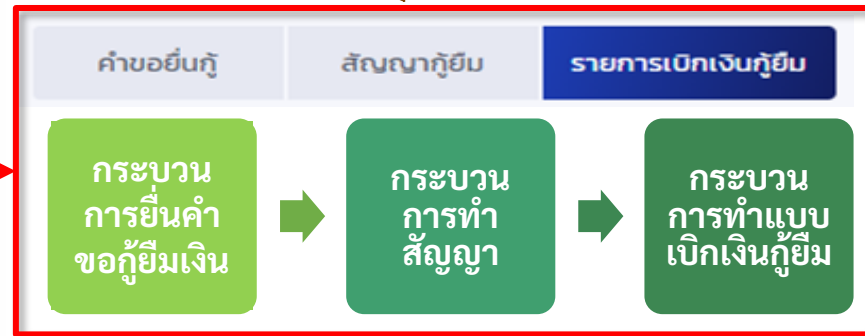 คำขอยื่นกู้ สัญญากู้ยืม รายการเบิกเงินกู้ยืม
กระบวน
การยื่นคำ
ขอกู้ยืมเงิน
กระบวน
การทำ
สัญญา
กระบวน
การทำแบบ
เบิกเงินกู้ยืม